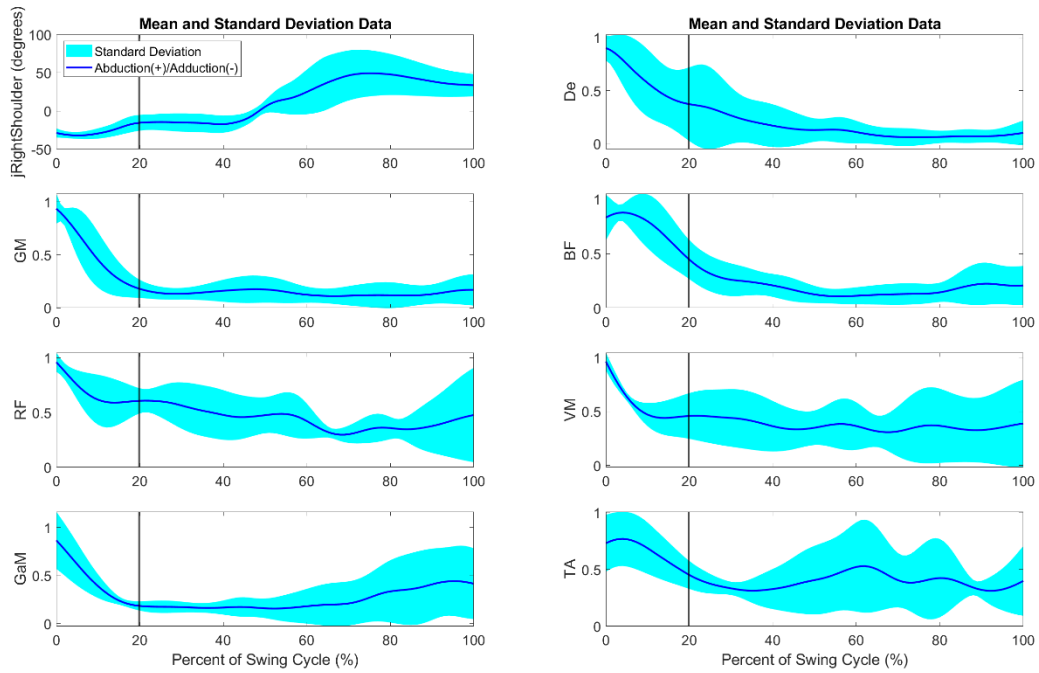 Mean and Standard Deviation Data
jRightShoulder (degrees)
100
50
0
-50
Standard Deviation
Abduction(+)/Adduction(-)
0 20 40 60 80 100
Mean and Standard Deviation Data
De
1
0.5
0
0 20 40 60 80 100
GM
1
0.5
0
0 20 40 60 80 100
BF
1
0.5
0
0 20 40 60 80 100
RF
1
0.5
0
0 20 40 60 80 100
VM
1
0.5
0
0 20 40 60 80 100
GaM
1
0.5
0
0 20 40 60 80 100
Percent of Swing Cycle (%)
TA
1
0.5
0
0 20 40 60 80 100
Percent of Swing Cycle (%)